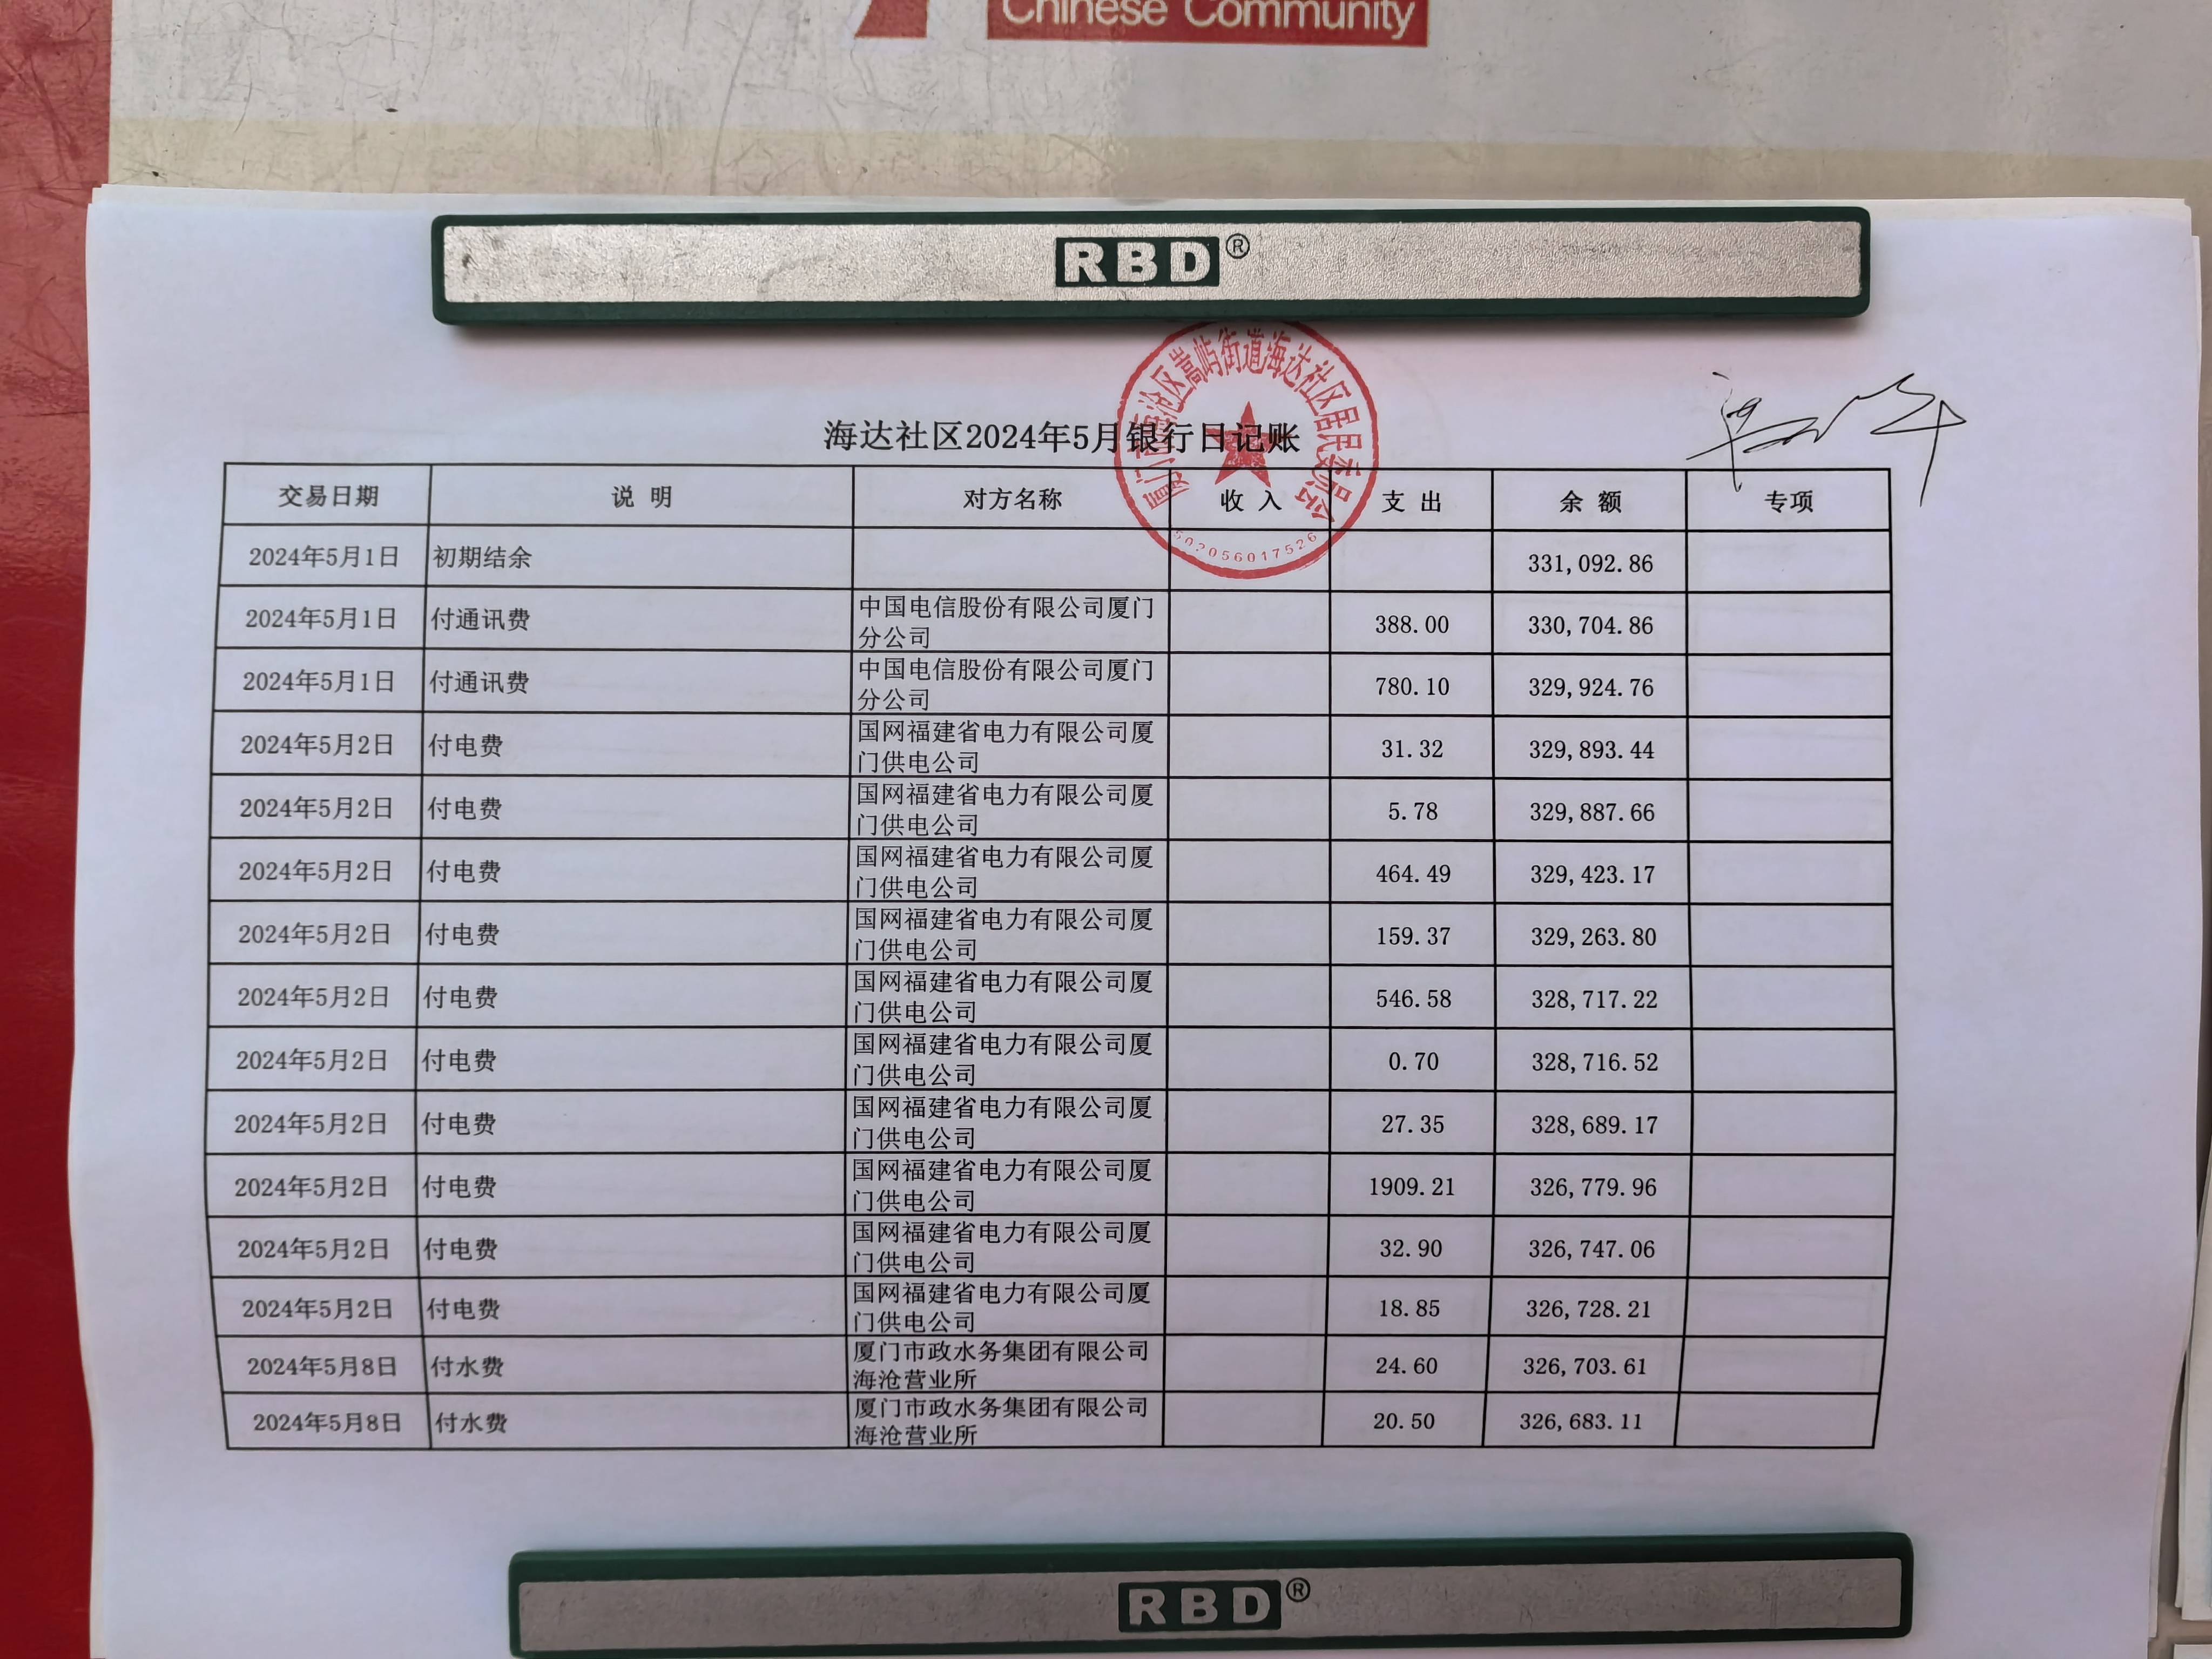 Chinese Community
RBD®
厦门市海沧区嵩屿街道海达社区居民委员会
海达社区2024年5月银行日记账
交易日期 说 明 对方名称 收 入 支 出 余 额 专项
2024年5月1日 初期结余 331,092.86
2024年5月1日 付通讯费 中国电信股份有限公司厦门
分公司 388.00 330,704.86
2024年5月1日 付通讯费 中国电信股份有限公司厦门
分公司 780.10 329,924.76
2024年5月2日 付电费 国网福建省电力有限公司厦
门供电公司 31.32 329,893.44
2024年5月2日 付电费 国网福建省电力有限公司厦
门供电公司 5.78 329,887.66
2024年5月2日 付电费 国网福建省电力有限公司厦
门供电公司 464.49 329,423.17
2024年5月2日 付电费 国网福建省电力有限公司厦
门供电公司 159.37 329,263.80
2024年5月2日 付电费 国网福建省电力有限公司厦
门供电公司 546.58 328,717.22
2024年5月2日 付电费 国网福建省电力有限公司厦
门供电公司 0.70 328,716.52
2024年5月2日 付电费 国网福建省电力有限公司厦
门供电公司 27.35 328,689.17
2024年5月2日 付电费 国网福建省电力有限公司厦
门供电公司 1909.21 326,779.96
2024年5月2日 付电费 国网福建省电力有限公司厦
门供电公司 32.90 326,747.06
2024年5月2日 付电费 国网福建省电力有限公司厦
门供电公司 18.85 326,728.21
2024年5月8日 付水费 厦门市政水务集团有限公司
海沧营业所 24.60 326,703.61
2024年5月8日 付水费 厦门市政水务集团有限公司
海沧营业所 20.50 326,683.11
RBD®